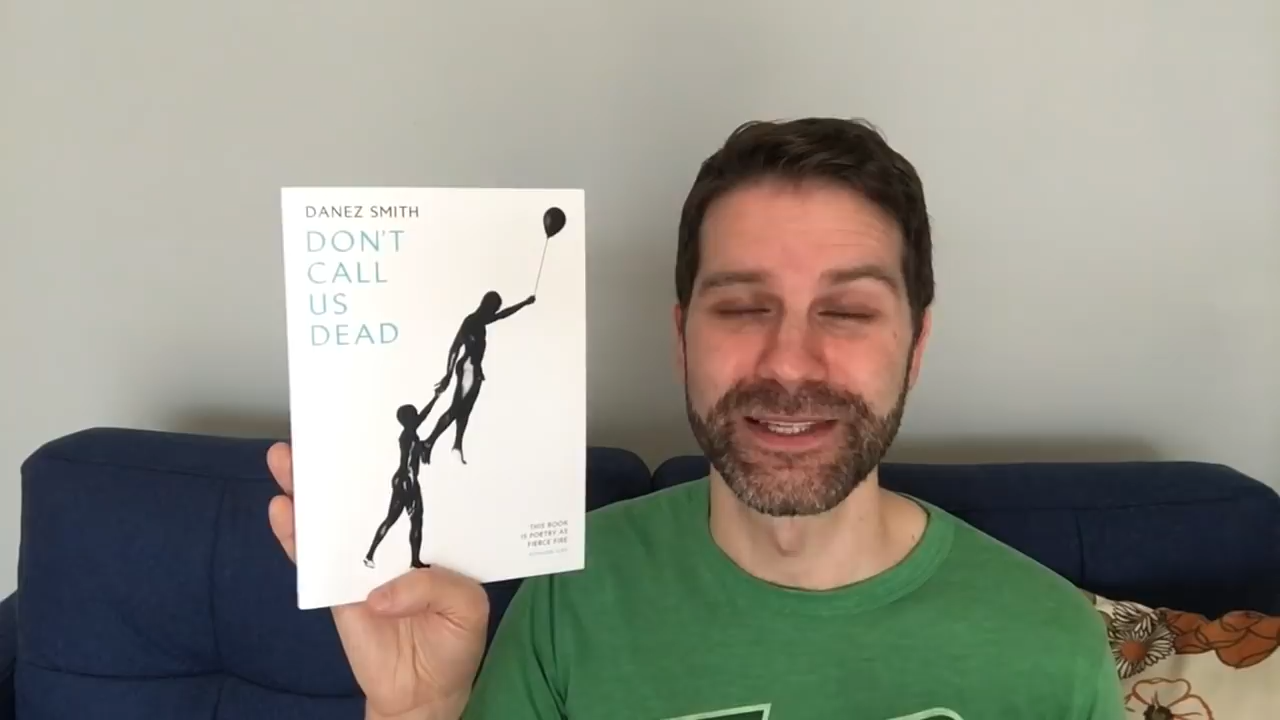 DANEZ SMITH
DON'T
CALL
US
DEAD
THIS BOOK
IS POETRY AS
FIERCE FIRE